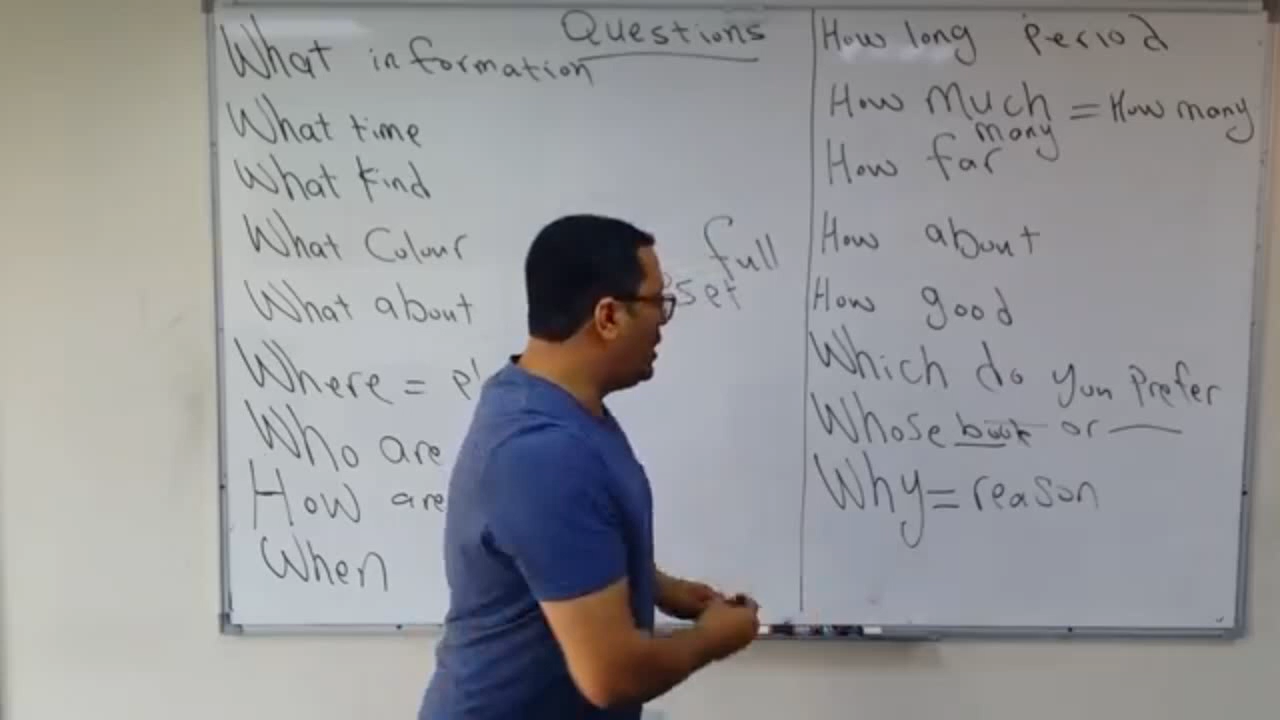 Questions
What information
What time
What kind
What Colour
What about
Where = pl
Who are
How are
When
full
set
How long period
How much = How many
many
How far
How about
How good
Which do you prefer
Whose book or
Why = reason